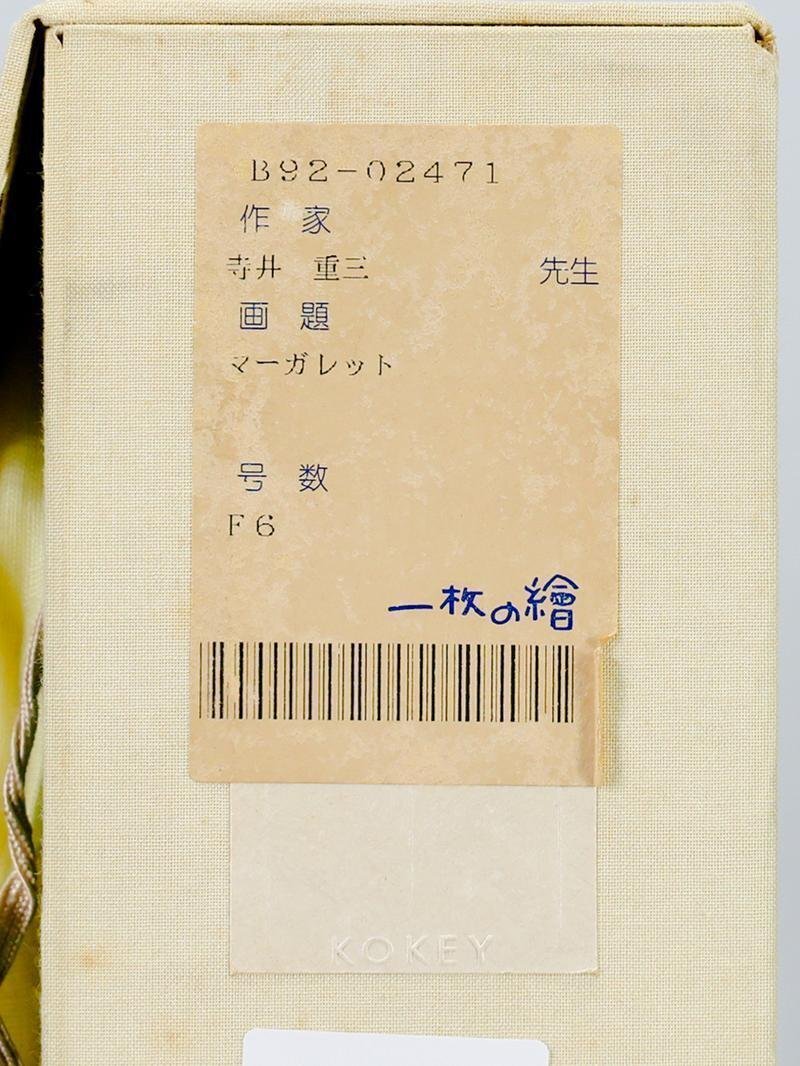 B92-02471
作 家
寺井 重三 先生
画 題
マーガレット
号 数
F6
一枚の繪
KOKEY